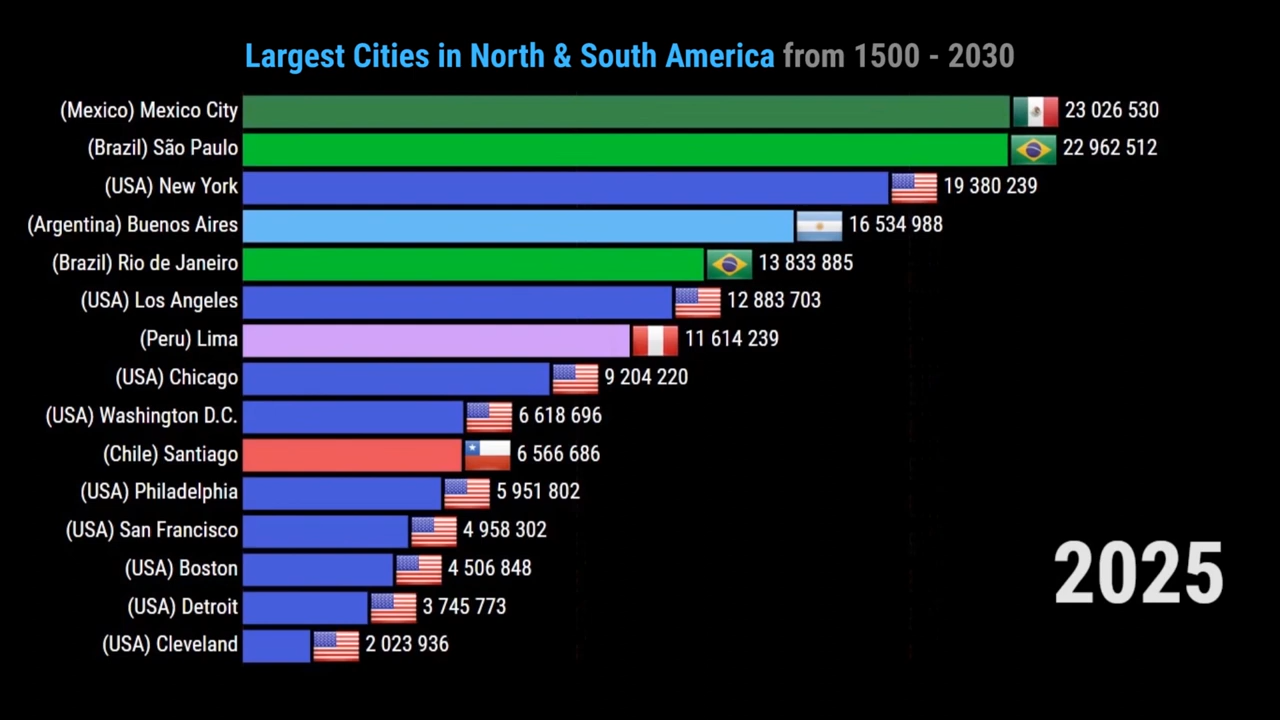 Largest Cities in North & South America from 1500 - 2030
(Mexico) Mexico City 23 026 530
(Brazil) São Paulo 22 962 512
(USA) New York 19 380 239
(Argentina) Buenos Aires 16 534 988
(Brazil) Rio de Janeiro 13 833 885
(USA) Los Angeles 12 883 703
(Peru) Lima 11 614 239
(USA) Chicago 9 204 220
(USA) Washington D.C. 6 618 696
(Chile) Santiago 6 566 686
(USA) Philadelphia 5 951 802
(USA) San Francisco 4 958 302
(USA) Boston 4 506 848
(USA) Detroit 3 745 773
(USA) Cleveland 2 023 936
2025